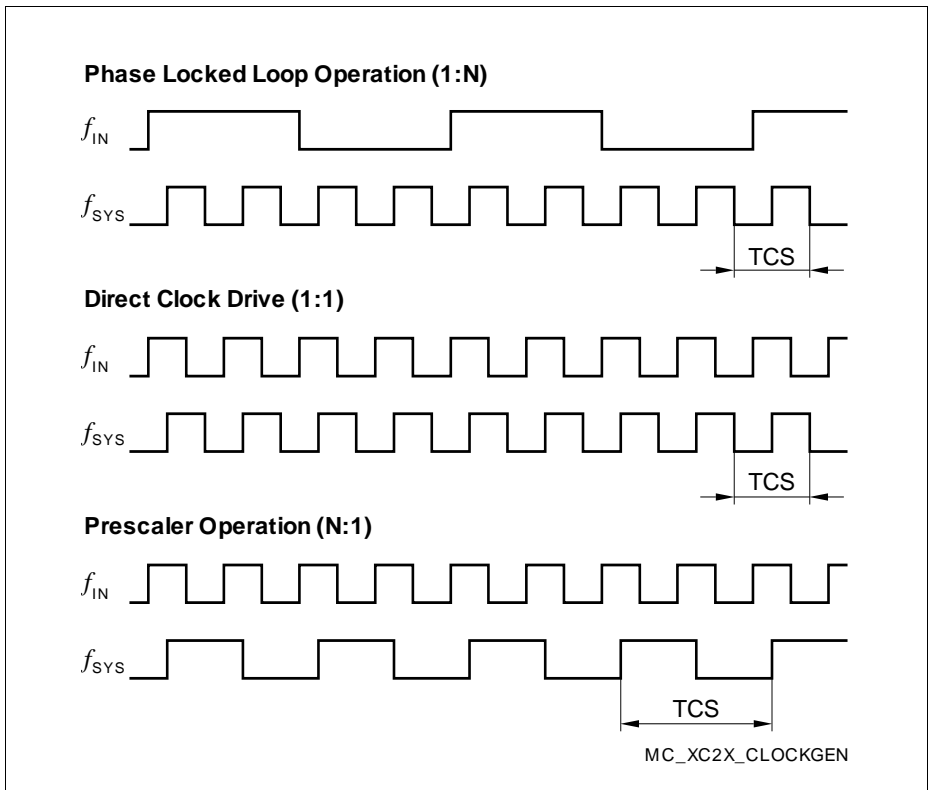 Phase Locked Loop Operation (1:N)
fIN
fSYS
TCS
Direct Clock Drive (1:1)
fIN
fSYS
TCS
Prescaler Operation (N:1)
fIN
fSYS
TCS
MC_XC2X_CLOCKGEN